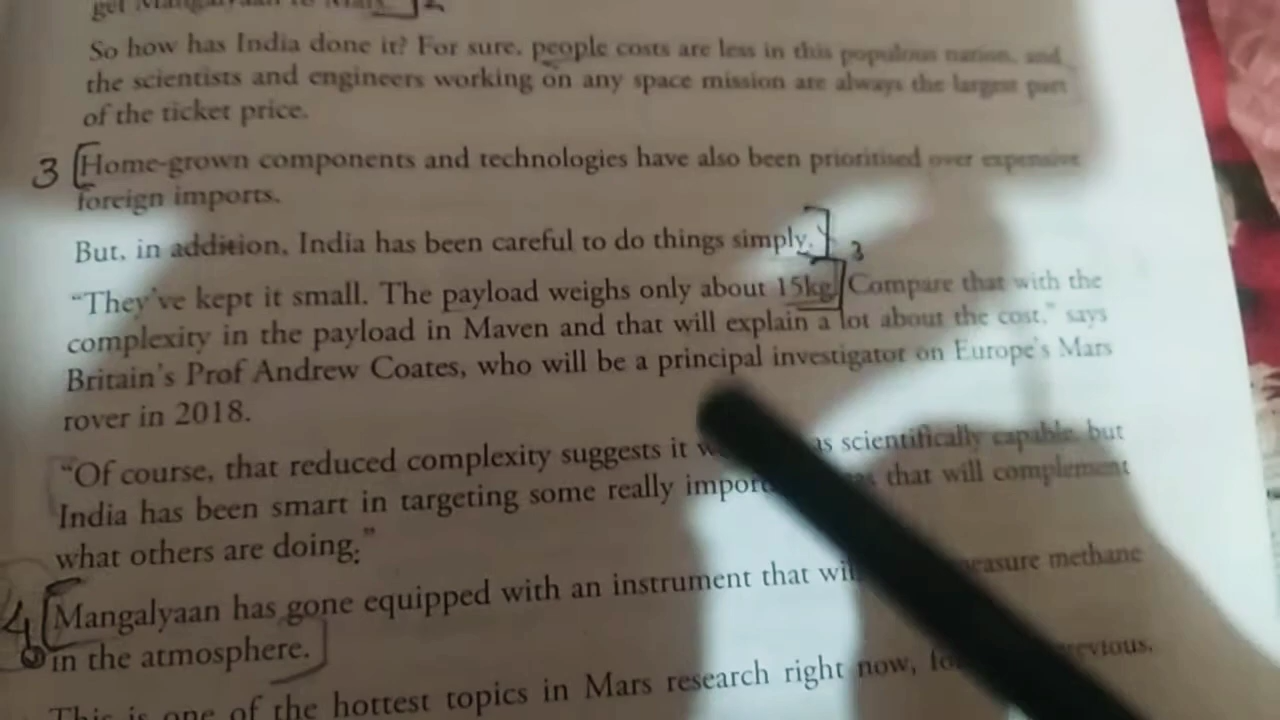 get Mangalyaan to Mars. 2
So how has India done it? For sure, people costs are less in this populous nation, and
the scientists and engineers working on any space mission are always the largest part
of the ticket price.
3 Home-grown components and technologies have also been prioritised over expensive
foreign imports.
But, in addition, India has been careful to do things simply. 3
"They've kept it small. The payload weighs only about 15kg. Compare that with the
complexity in the payload in Maven and that will explain a lot about the cost," says
Britain's Prof Andrew Coates, who will be a principal investigator on Europe's Mars
rover in 2018.
"Of course, that reduced complexity suggests it scientifically capable, but
India has been smart in targeting some really that will complement
what others are doing."
4 Mangalyaan has gone equipped with an instrument that measure methane
in the atmosphere.
This is one of the hottest topics in Mars research right now,